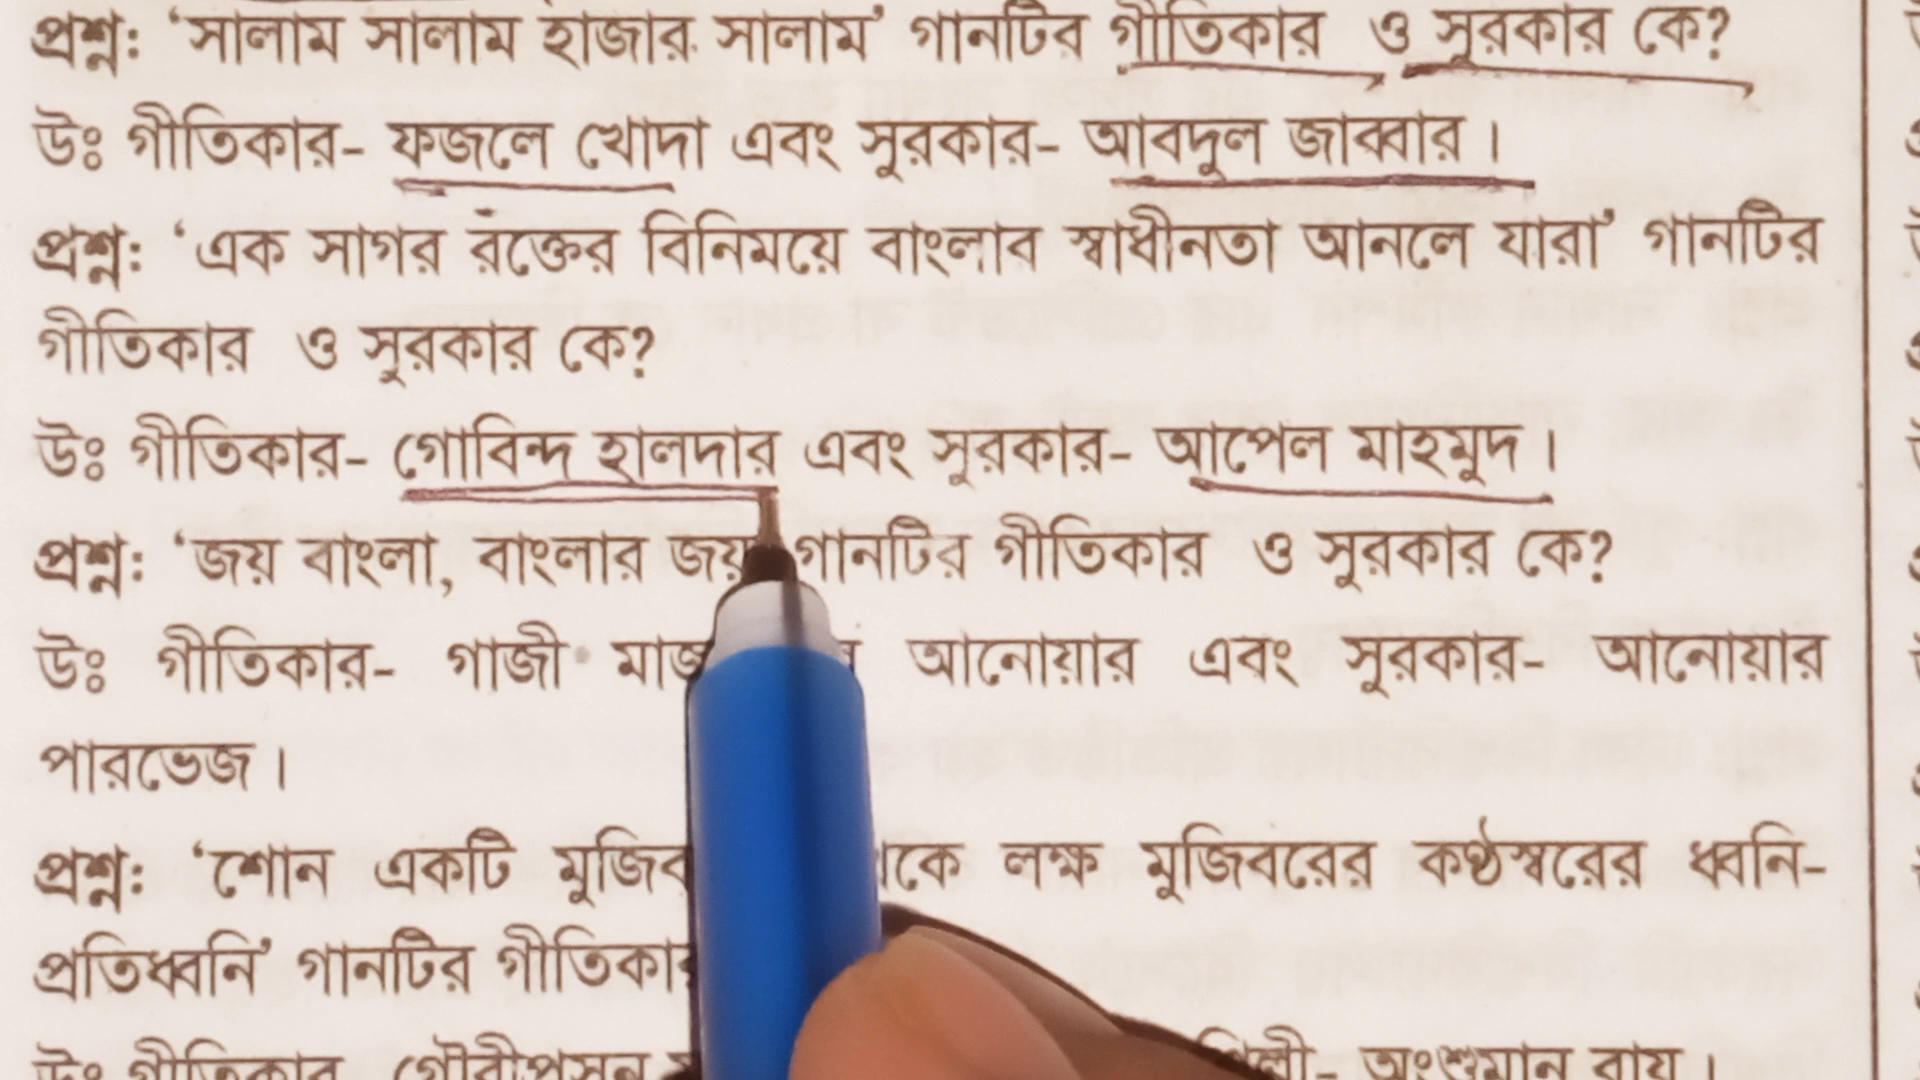 প্রশ্ন: ‘সালাম সালাম হাজার সালাম’ গানটির গীতিকার ও সুরকার কে?
উঃ গীতিকার- ফজলে খোদা এবং সুরকার- আবদুল জাব্বার।
প্রশ্ন: ‘এক সাগর রক্তের বিনিময়ে বাংলাব স্বাধীনতা আনলে যারা’ গানটির
গীতিকার ও সুরকার কে?
উঃ গীতিকার- গোবিন্দ হালদার এবং সুরকার- আপেল মাহমুদ।
প্রশ্ন: ‘জয় বাংলা, বাংলার জয় গানটির গীতিকার ও সুরকার কে?
উঃ গীতিকার- গাজী আনোয়ার এবং সুরকার- আনোয়ার
পারভেজ।
প্রশ্ন: ‘শোন একটি লক্ষ মুজিবরের কণ্ঠস্বরের ধ্বনি-
প্রতিধ্বনি’ গানটির
উঃ গীতিকার অংশুমান রায়।